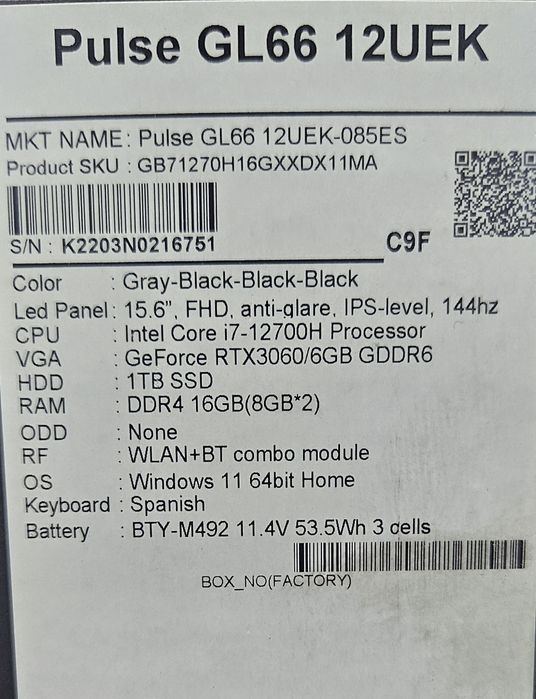 Pulse GL66 12UEK
MKT NAME: Pulse GL66 12UEK-085ES
Product SKU : GB71270H16GXXDX11MA
S/N : K2203N0216751
C9F
Color : Gray-Black-Black-Black
Led Panel : 15.6", FHD, anti-glare, IPS-level, 144hz
CPU : Intel Core i7-12700H Processor
VGA : GeForce RTX3060/6GB GDDR6
HDD : 1TB SSD
RAM : DDR4 16GB(8GB*2)
ODD : None
RF : WLAN+BT combo module
OS : Windows 11 64bit Home
Keyboard : Spanish
Battery : BTY-M492 11.4V 53.5Wh 3 cells
BOX_NO(FACTORY)